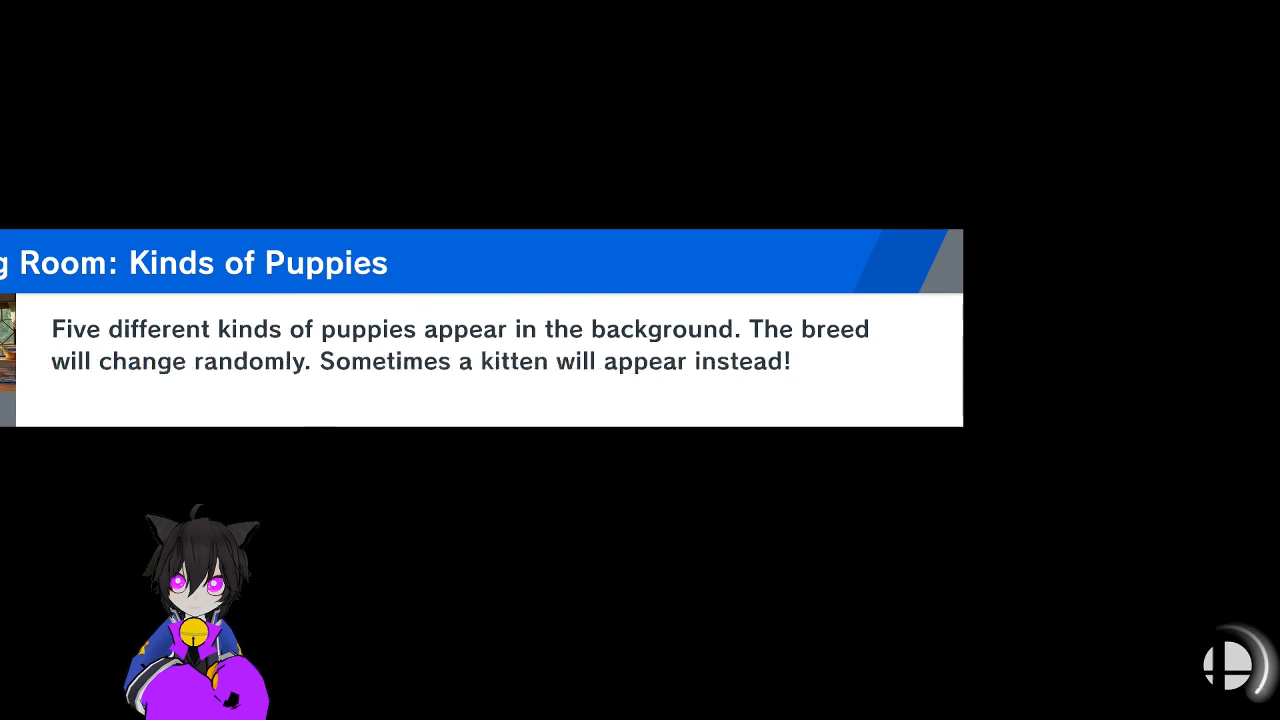 g Room: Kinds of Puppies
Five different kinds of puppies appear in the background. The breed
will change randomly. Sometimes a kitten will appear instead!